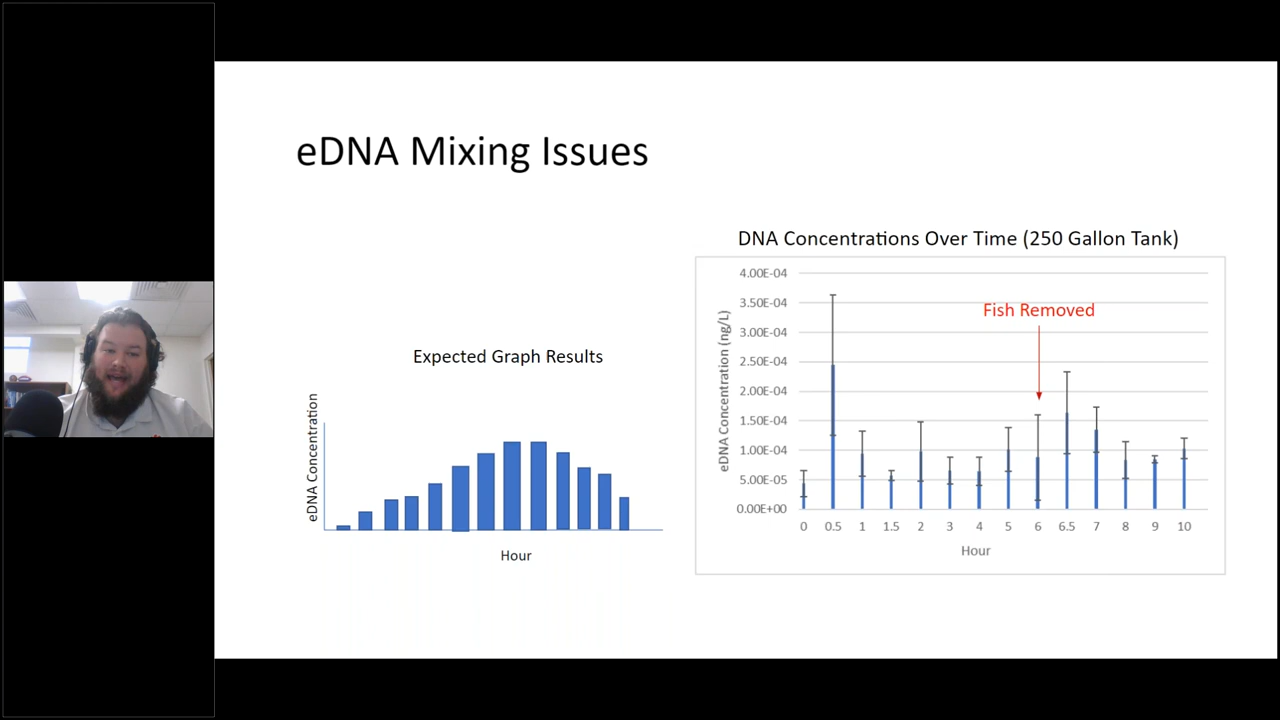 eDNA Mixing Issues
Expected Graph Results
eDNA Concentration
Hour
DNA Concentrations Over Time (250 Gallon Tank)
eDNA Concentration (ng/L)
4.00E-04
3.50E-04
3.00E-04
2.50E-04
2.00E-04
1.50E-04
1.00E-04
5.00E-05
0.00E+00
Fish Removed
0 0.5 1 1.5 2 3 4 5 6 6.5 7 8 9 10
Hour